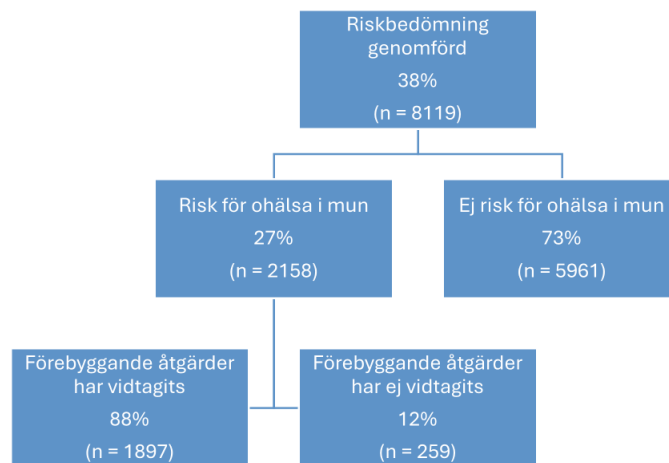 Riskbedömning
genomförd
38%
(n = 8119)
Risk för ohälsa i mun
27%
(n = 2158)
Ej risk för ohälsa i mun
73%
(n = 5961)
Förebyggande åtgärder
har vidtagits
88%
(n = 1897)
Förebyggande åtgärder
har ej vidtagits
12%
(n = 259)